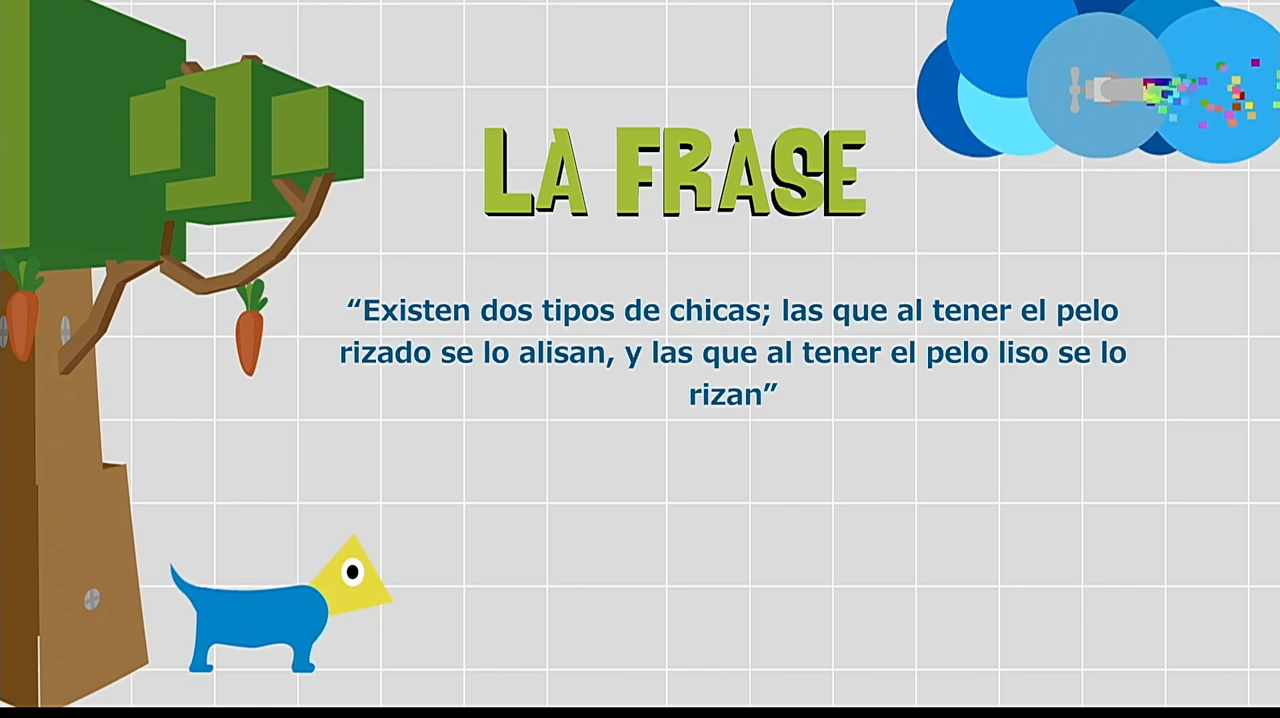 LA FRASE
“Existen dos tipos de chicas; las que al tener el pelo
rizado se lo alisan, y las que al tener el pelo liso se lo
rizan”